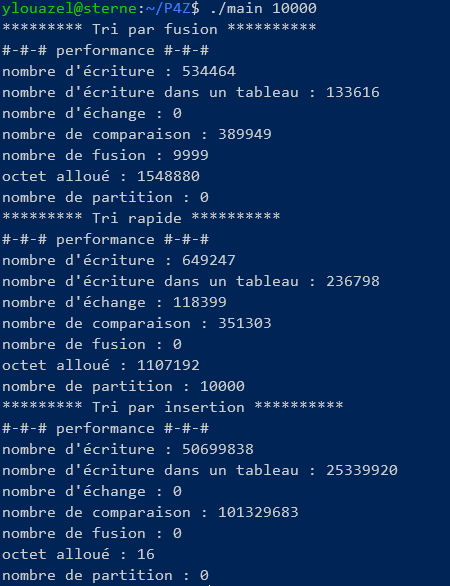 ylouazel@sterne:~/P4Z$ ./main 10000
********* Tri par fusion **********
#-#-# performance #-#-#
nombre d'écriture : 534464
nombre d'écriture dans un tableau : 133616
nombre d'échange : 0
nombre de comparaison : 389949
nombre de fusion : 9999
octet alloué : 1548880
nombre de partition : 0
********* Tri rapide **********
#-#-# performance #-#-#
nombre d'écriture : 649247
nombre d'écriture dans un tableau : 236798
nombre d'échange : 118399
nombre de comparaison : 351303
nombre de fusion : 0
octet alloué : 1107192
nombre de partition : 10000
********* Tri par insertion **********
#-#-# performance #-#-#
nombre d'écriture : 50699838
nombre d'écriture dans un tableau : 25339920
nombre d'échange : 0
nombre de comparaison : 101329683
nombre de fusion : 0
octet alloué : 16
nombre de partition : 0